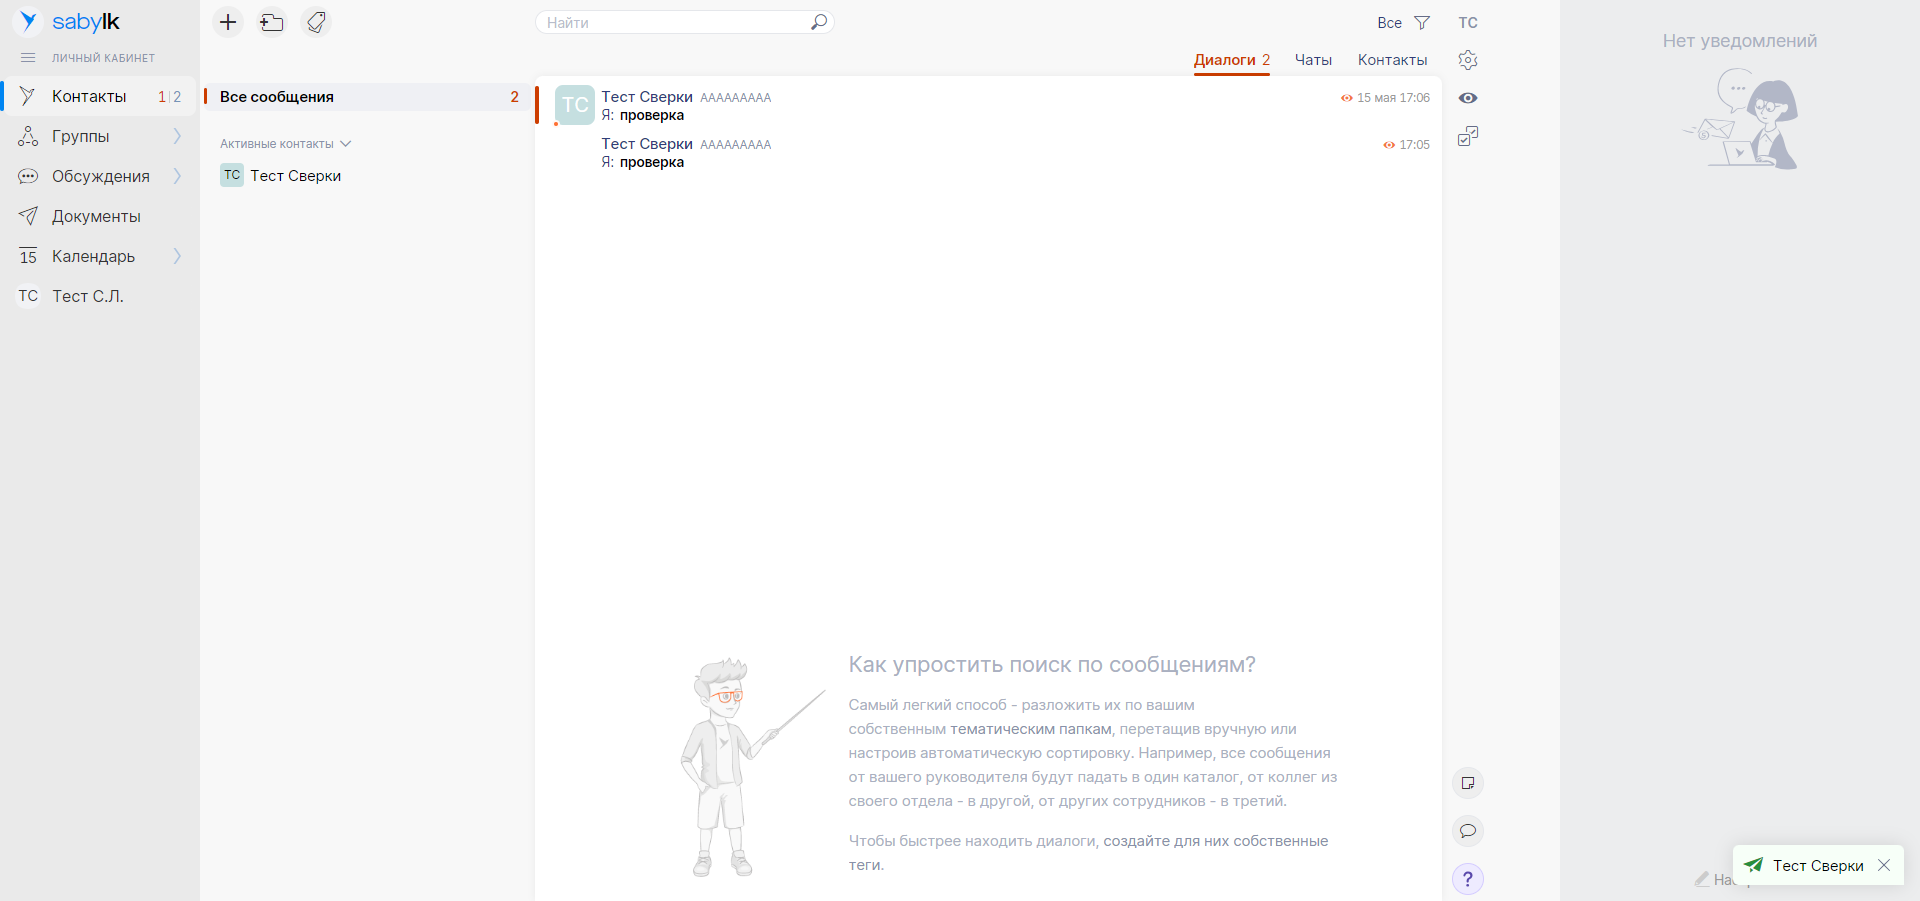 sabylk
ЛИЧНЫЙ КАБИНЕТ
Контакты 1|2
Группы
Обсуждения
Документы
15 Календарь
ТС Тест С.Л.
Все сообщения 2
Активные контакты
ТС Тест Сверки
Найти
Все
Диалоги 2 Чаты Контакты
ТС Тест Сверки ААААААААА 15 мая 17:06
Я: проверка
Тест Сверки ААААААААА 17:05
Я: проверка
Как упростить поиск по сообщениям?
Самый легкий способ - разложить их по вашим
собственным тематическим папкам, перетащив вручную или
настроив автоматическую сортировку. Например, все сообщения
от вашего руководителя будут падать в один каталог, от коллег из
своего отдела - в другой, от других сотрудников - в третий.
Чтобы быстрее находить диалоги, создайте для них собственные
теги.
ТС
?
Нет уведомлений
Тест Сверки